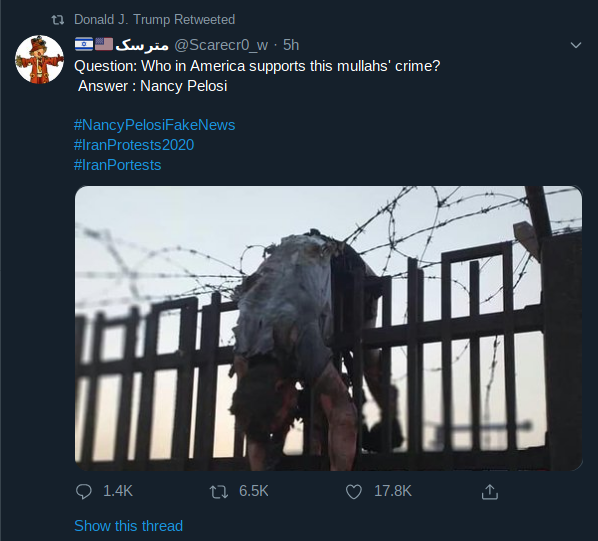 Donald J. Trump Retweeted
مترسک @Scarecr0_w · 5h
Question: Who in America supports this mullahs' crime?
Answer : Nancy Pelosi
#NancyPelosiFakeNews
#IranProtests2020
#IranPortests
1.4K 6.5K 17.8K
Show this thread